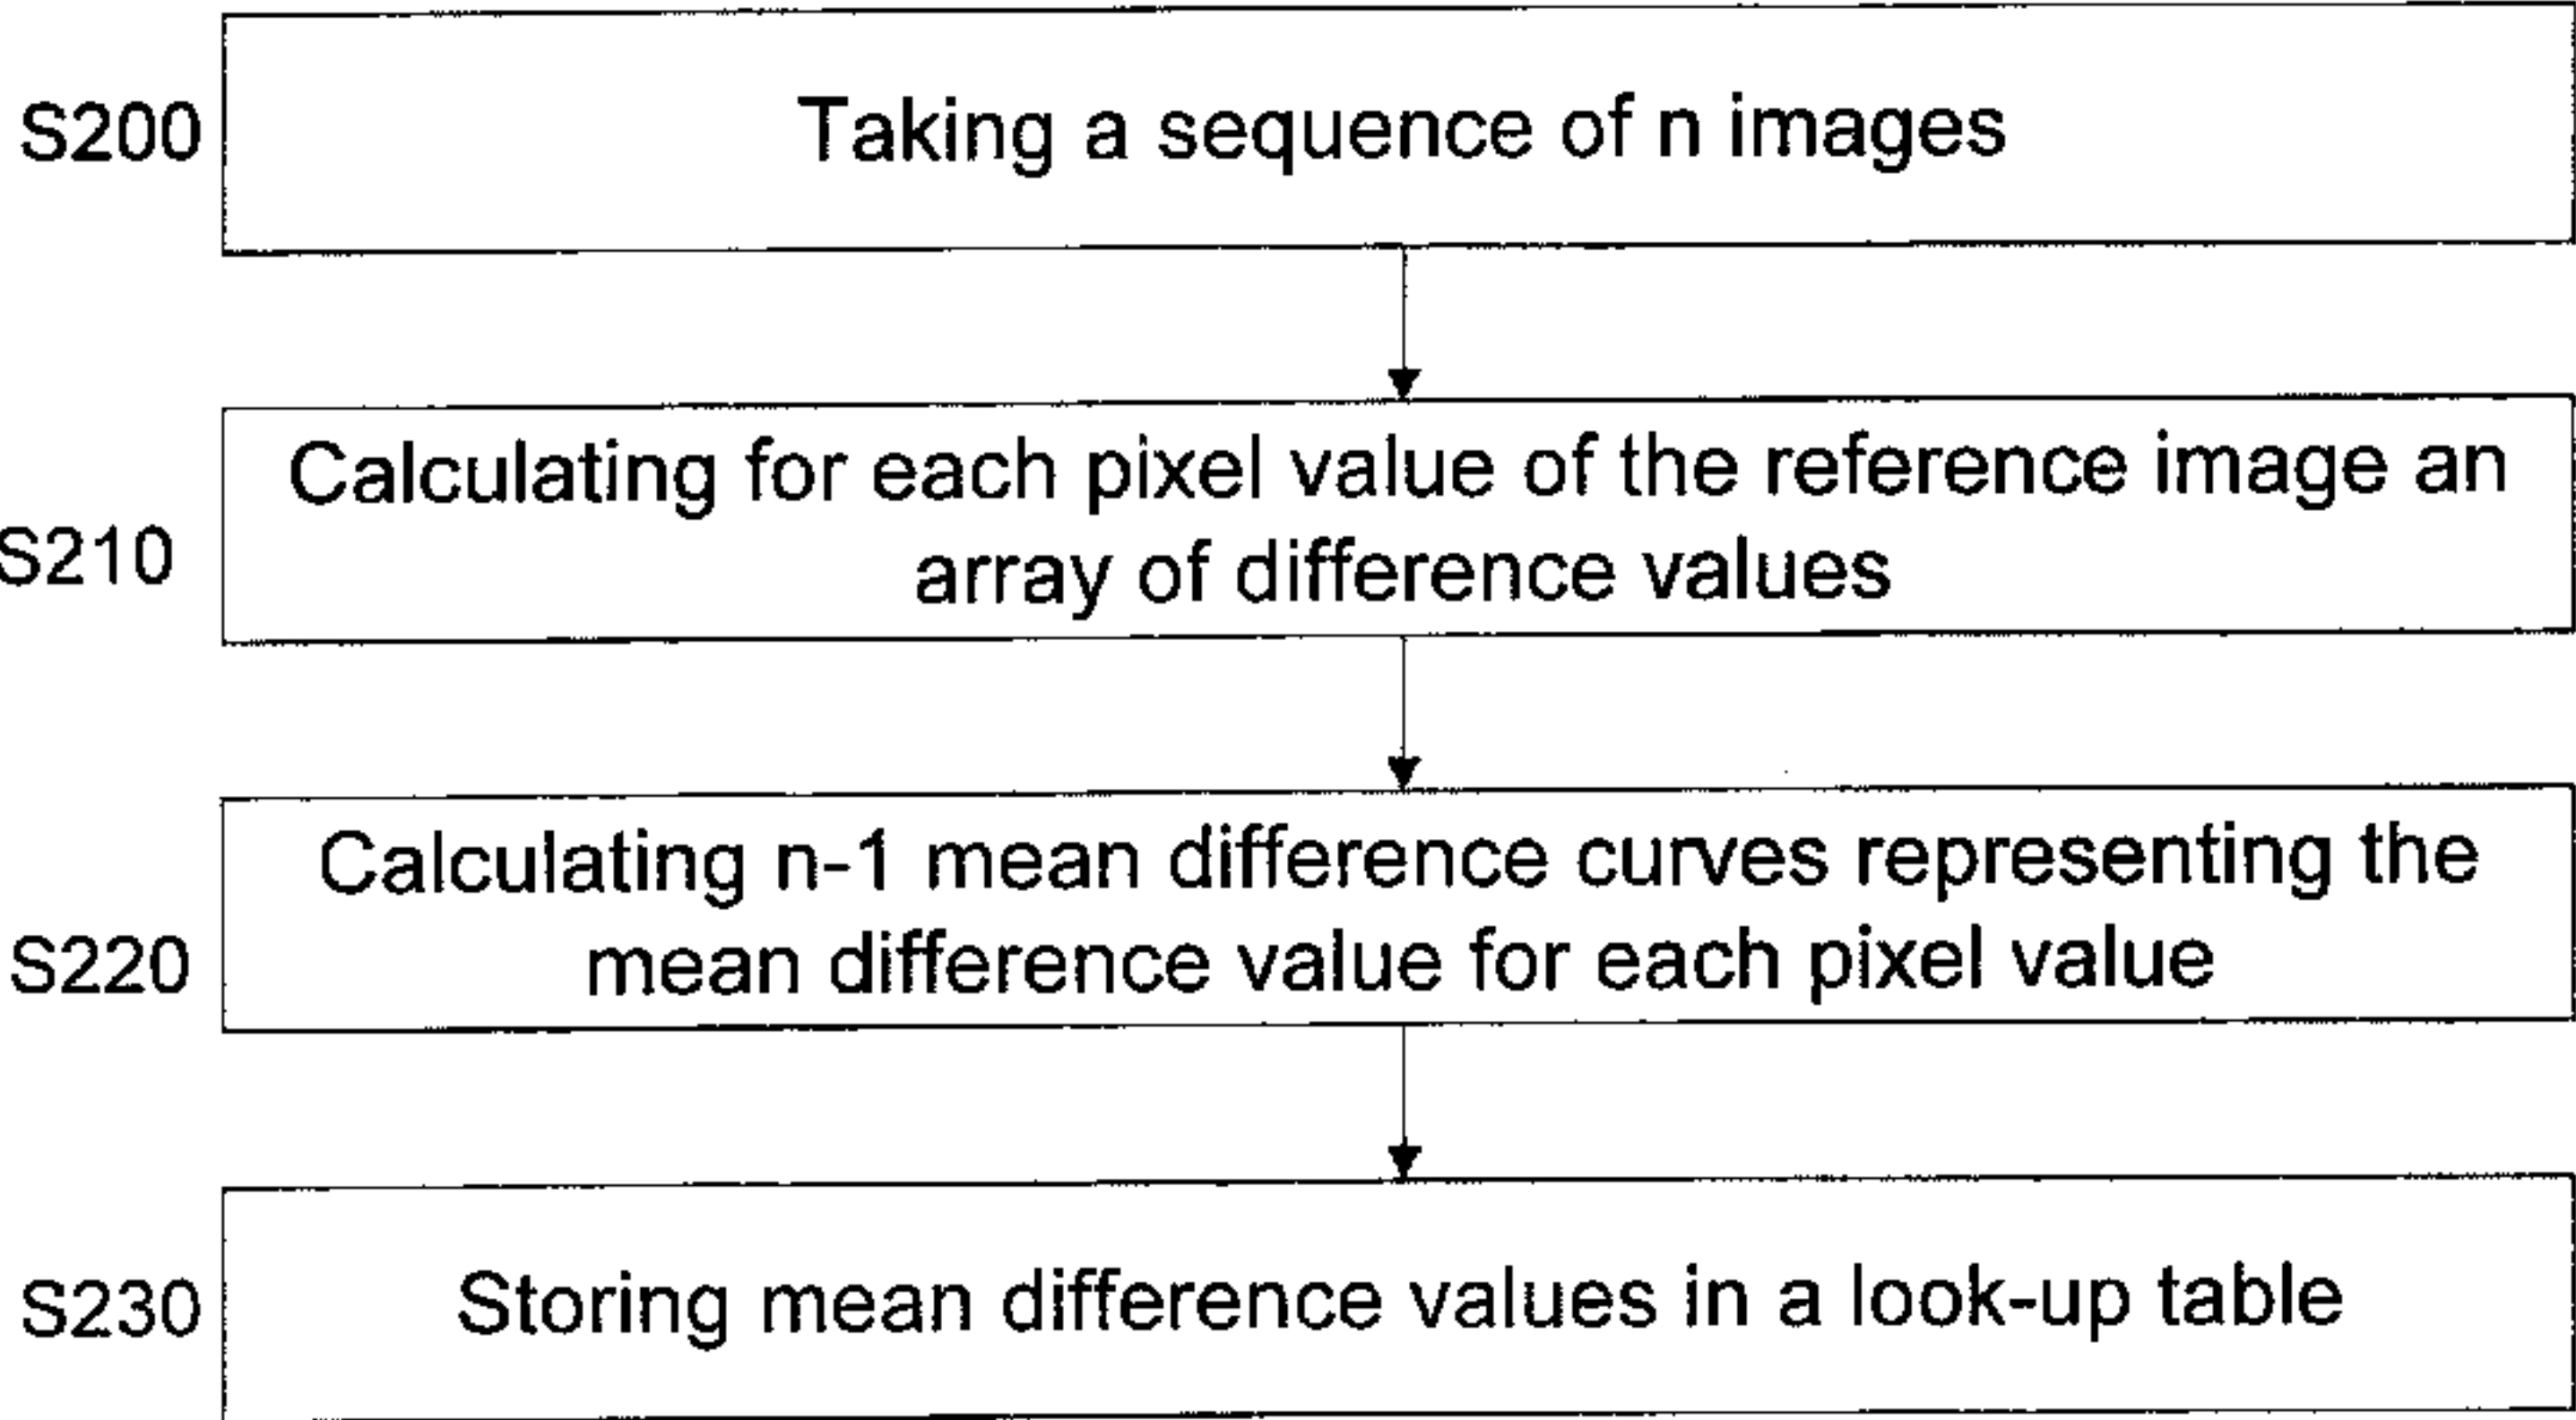 S200
Taking a sequence of n images
S210
Calculating for each pixel value of the reference image an
array of difference values
S220
Calculating n-1 mean difference curves representing the
mean difference value for each pixel value
S230
Storing mean difference values in a look-up table